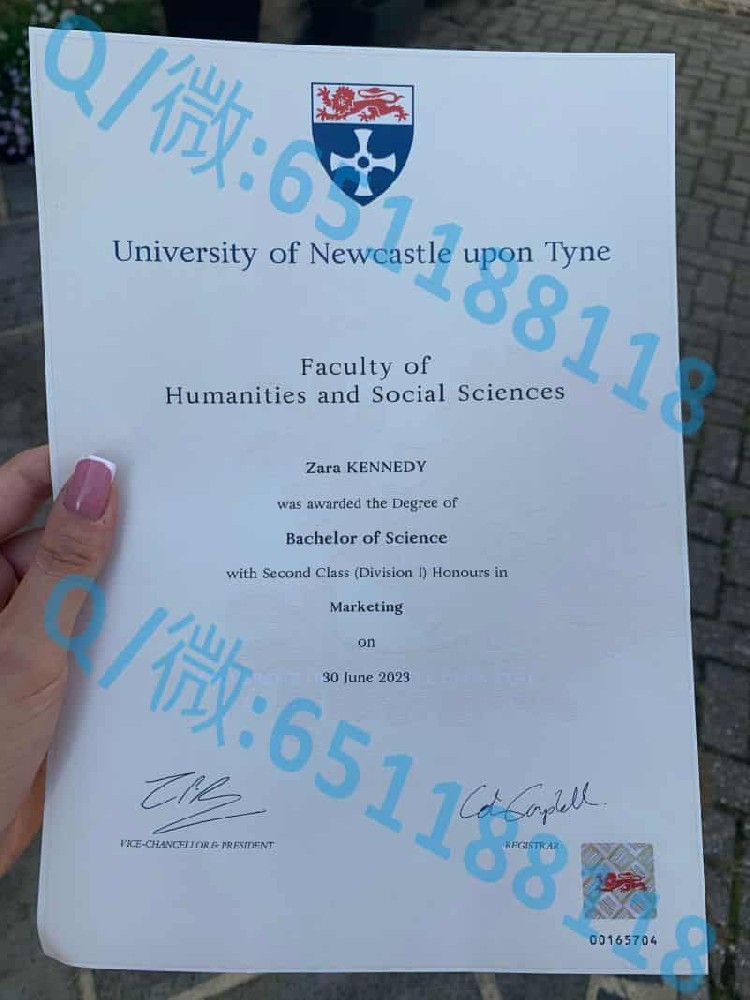 Q/微:651188118
University of Newcastle upon Tyne
Faculty of
Humanities and Social Sciences
Zara KENNEDY
was awarded the Degree of
Bachelor of Science
with Second Class (Division I) Honours in
Marketing
on
30 June 2023
Q/微:651188118
VICE-CHANCELLOR & PRESIDENT
REGISTRAR
00165704